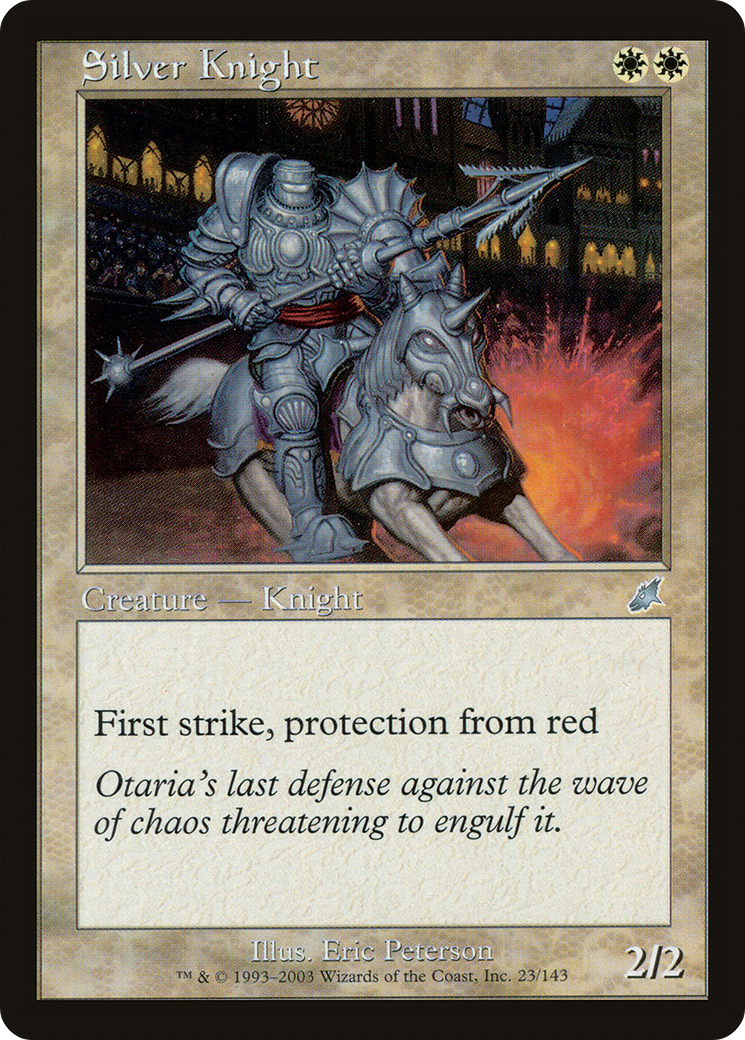 Silver Knight
Creature — Knight
First strike, protection from red
Otaria's last defense against the wave
of chaos threatening to engulf it.
Illus. Eric Peterson
™ & © 1993–2003 Wizards of the Coast, Inc. 23/143
2/2